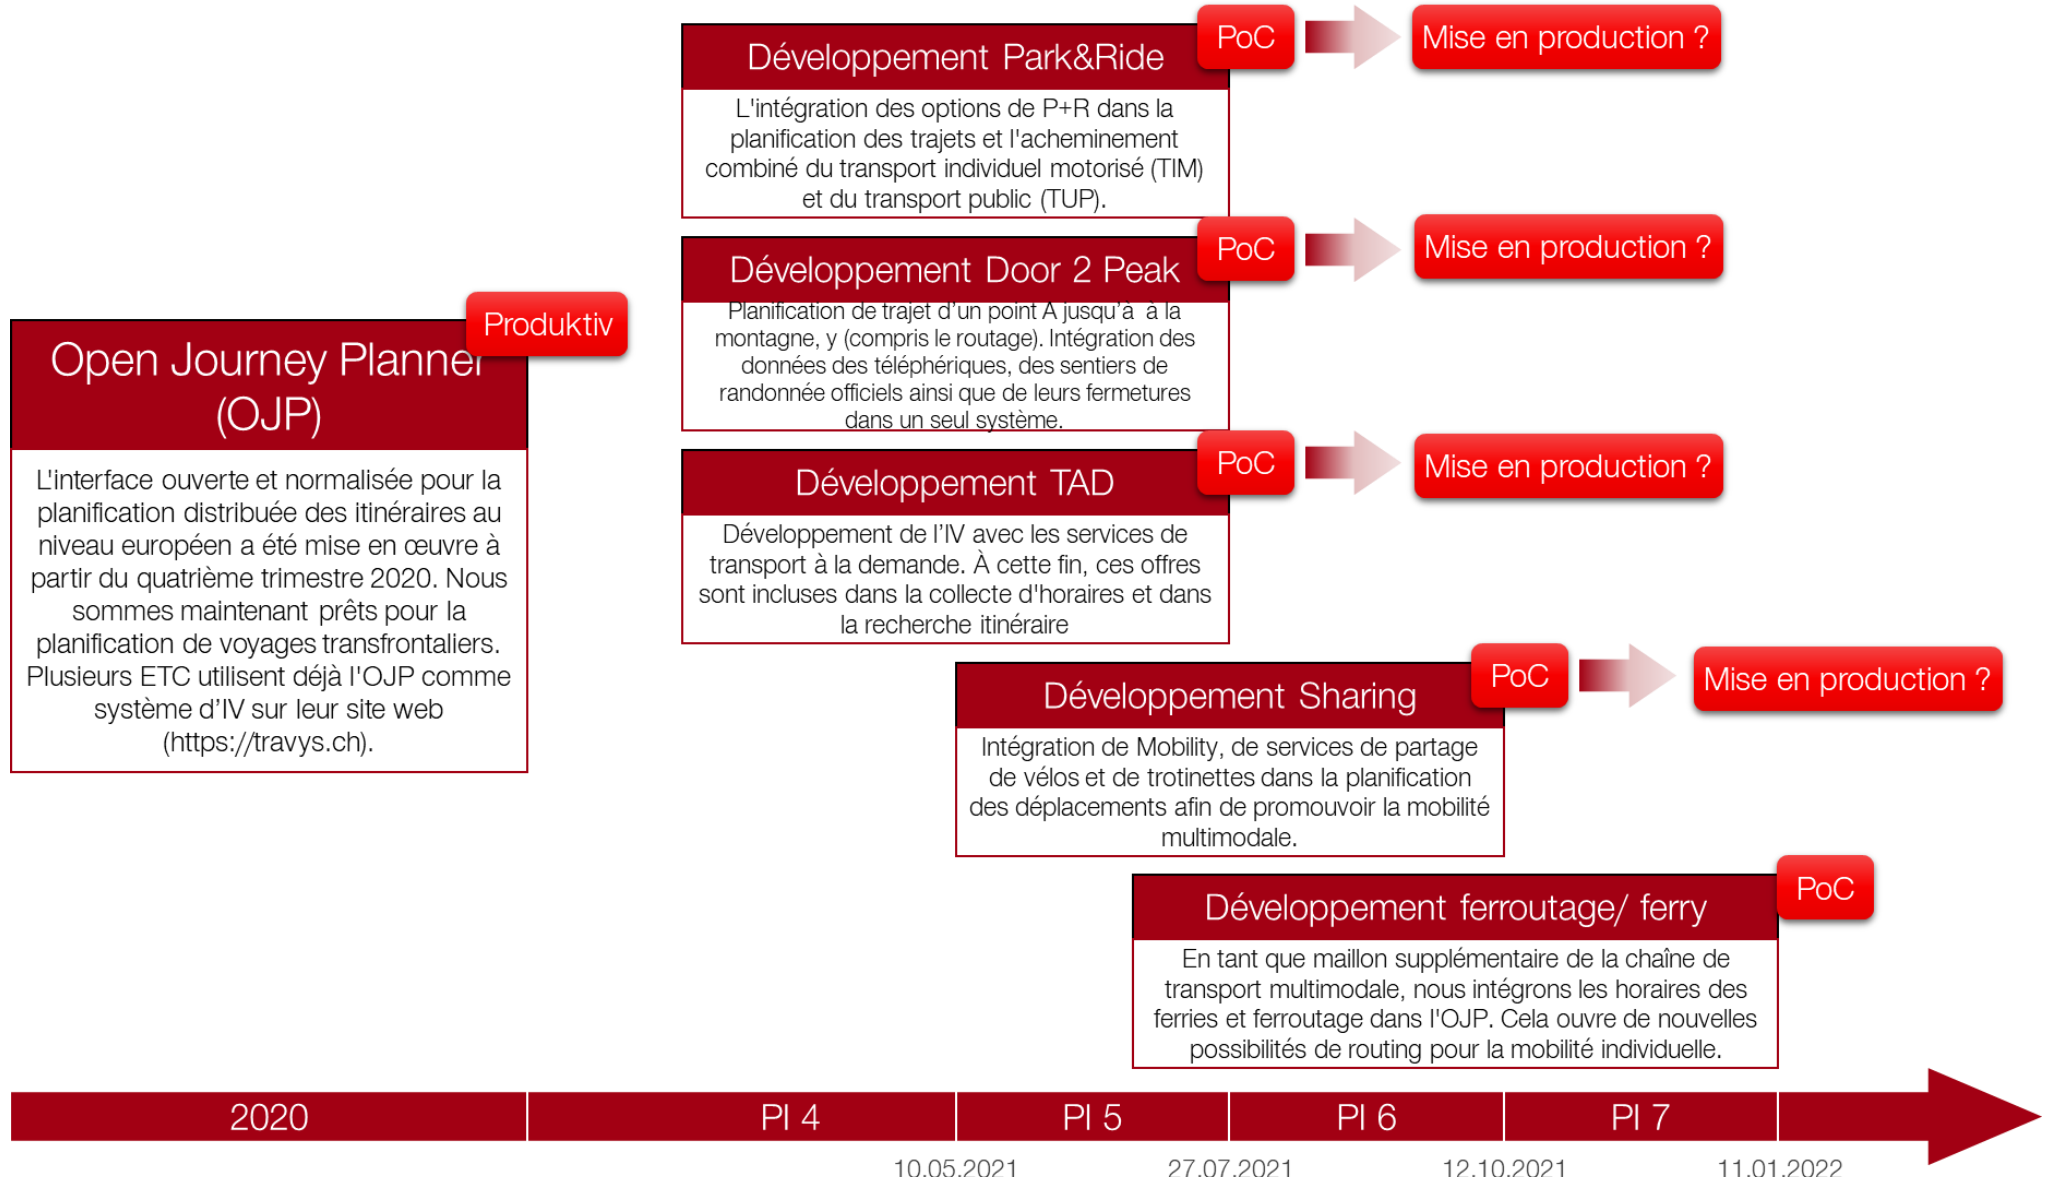 Open Journey Planner
(OJP)
Produktiv
L'interface ouverte et normalisée pour la
planification distribuée des itinéraires au
niveau européen a été mise en œuvre à
partir du quatrième trimestre 2020. Nous
sommes maintenant prêts pour la
planification de voyages transfrontaliers.
Plusieurs ETC utilisent déjà l'OJP comme
système d’IV sur leur site web
(https://travys.ch).
Développement Park&Ride
PoC
Mise en production ?
L'intégration des options de P+R dans la
planification des trajets et l'acheminement
combiné du transport individuel motorisé (TIM)
et du transport public (TUP).
Développement Door 2 Peak
PoC
Mise en production ?
Planification de trajet d’un point A jusqu’à à la
montagne, y (compris le routage). Intégration des
données des téléphériques, des sentiers de
randonnée officiels ainsi que de leurs fermetures
dans un seul système.
Développement TAD
PoC
Mise en production ?
Développement de l’IV avec les services de
transport à la demande. À cette fin, ces offres
sont incluses dans la collecte d'horaires et dans
la recherche itinéraire
Développement Sharing
PoC
Mise en production ?
Intégration de Mobility, de services de partage
de vélos et de trotinettes dans la planification
des déplacements afin de promouvoir la mobilité
multimodale.
Développement ferroutage/ ferry
PoC
En tant que maillon supplémentaire de la chaîne de
transport multimodale, nous intégrons les horaires des
ferries et ferroutage dans l'OJP. Cela ouvre de nouvelles
possibilités de routing pour la mobilité individuelle.
2020 PI 4 PI 5 PI 6 PI 7
10.05.2021 27.07.2021 12.10.2021 11.01.2022